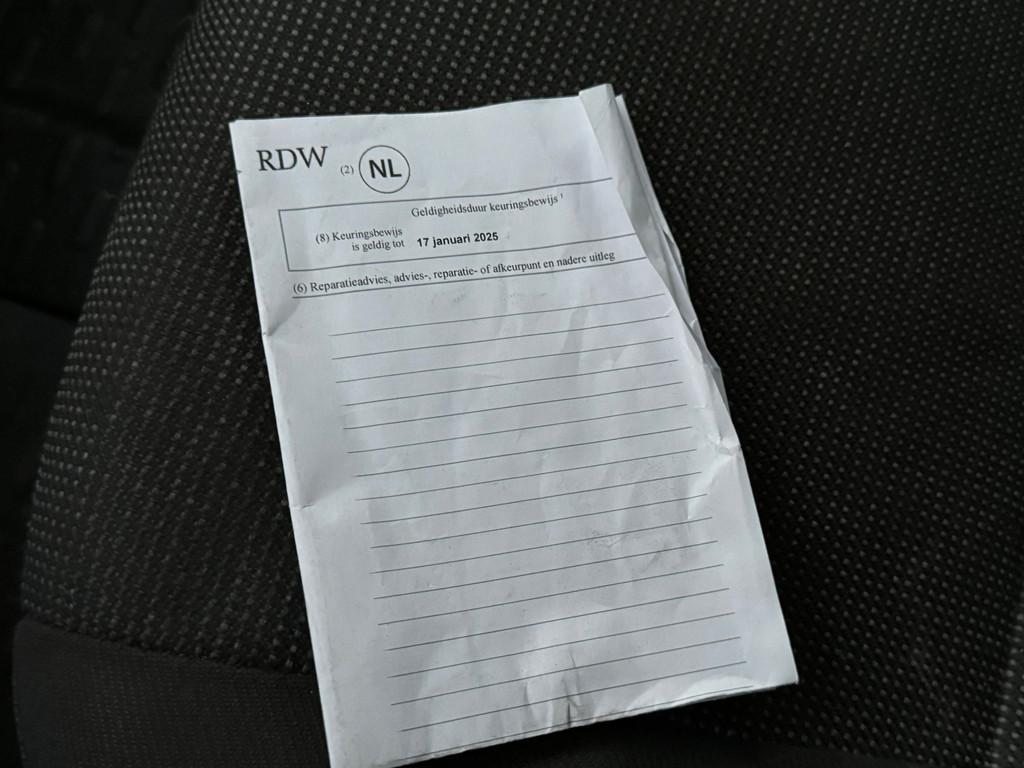 RDW (2) NL
Geldigheidsduur keuringsbewijs ¹
(8) Keuringsbewijs
is geldig tot 17 januari 2025
(6) Reparatieadvies, advies-, reparatie- of afkeurpunt en nadere uitleg